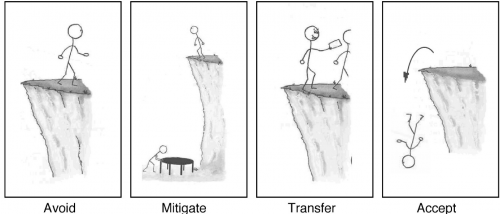 Avoid
Mitigate
Transfer
Accept